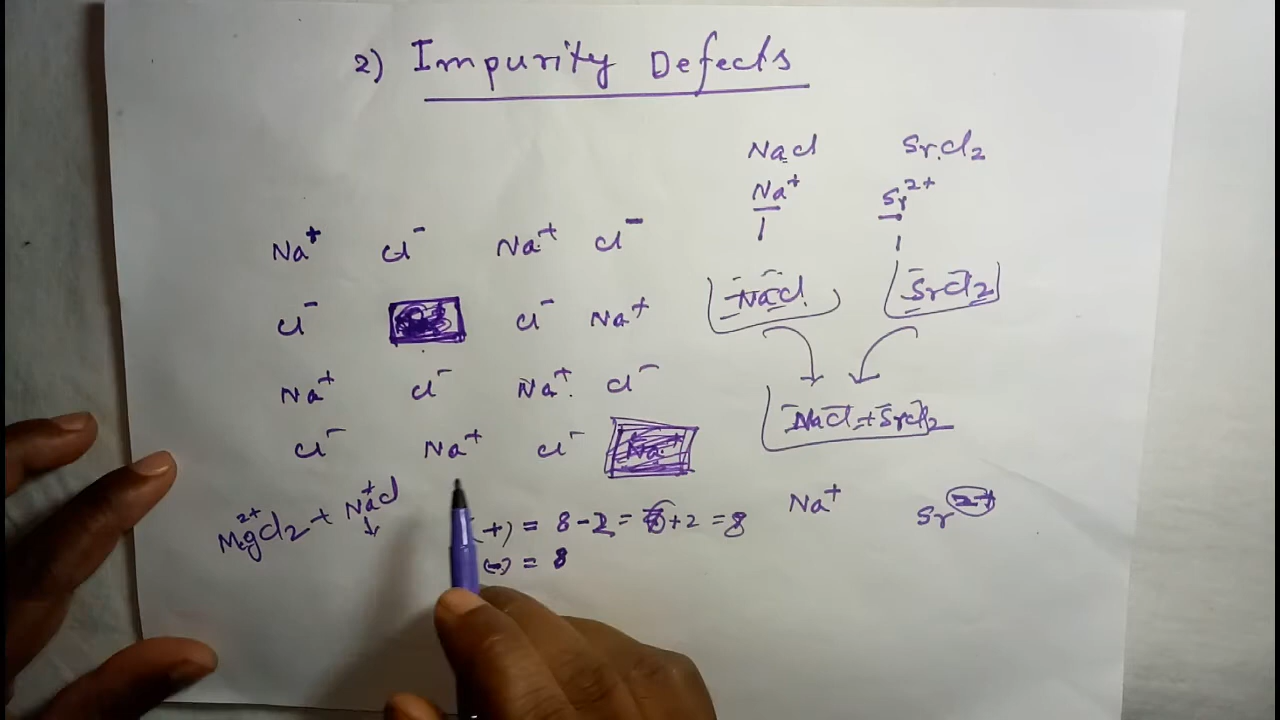 2) Impurity Defects
NaCl SrCl2
Na+ Sr2+
1 1
NaCl SrCl2
NaCl + SrCl2
Na+ Sr2+
Na+ Cl- Na+ Cl-
Cl- Cl- Na+
Na+ Cl- Na+ Cl-
Cl- Na+ Cl- Na+
Mg2+Cl2 + Na+Cl
(+) = 8-2 = 6+2 = 8
(-) = 8